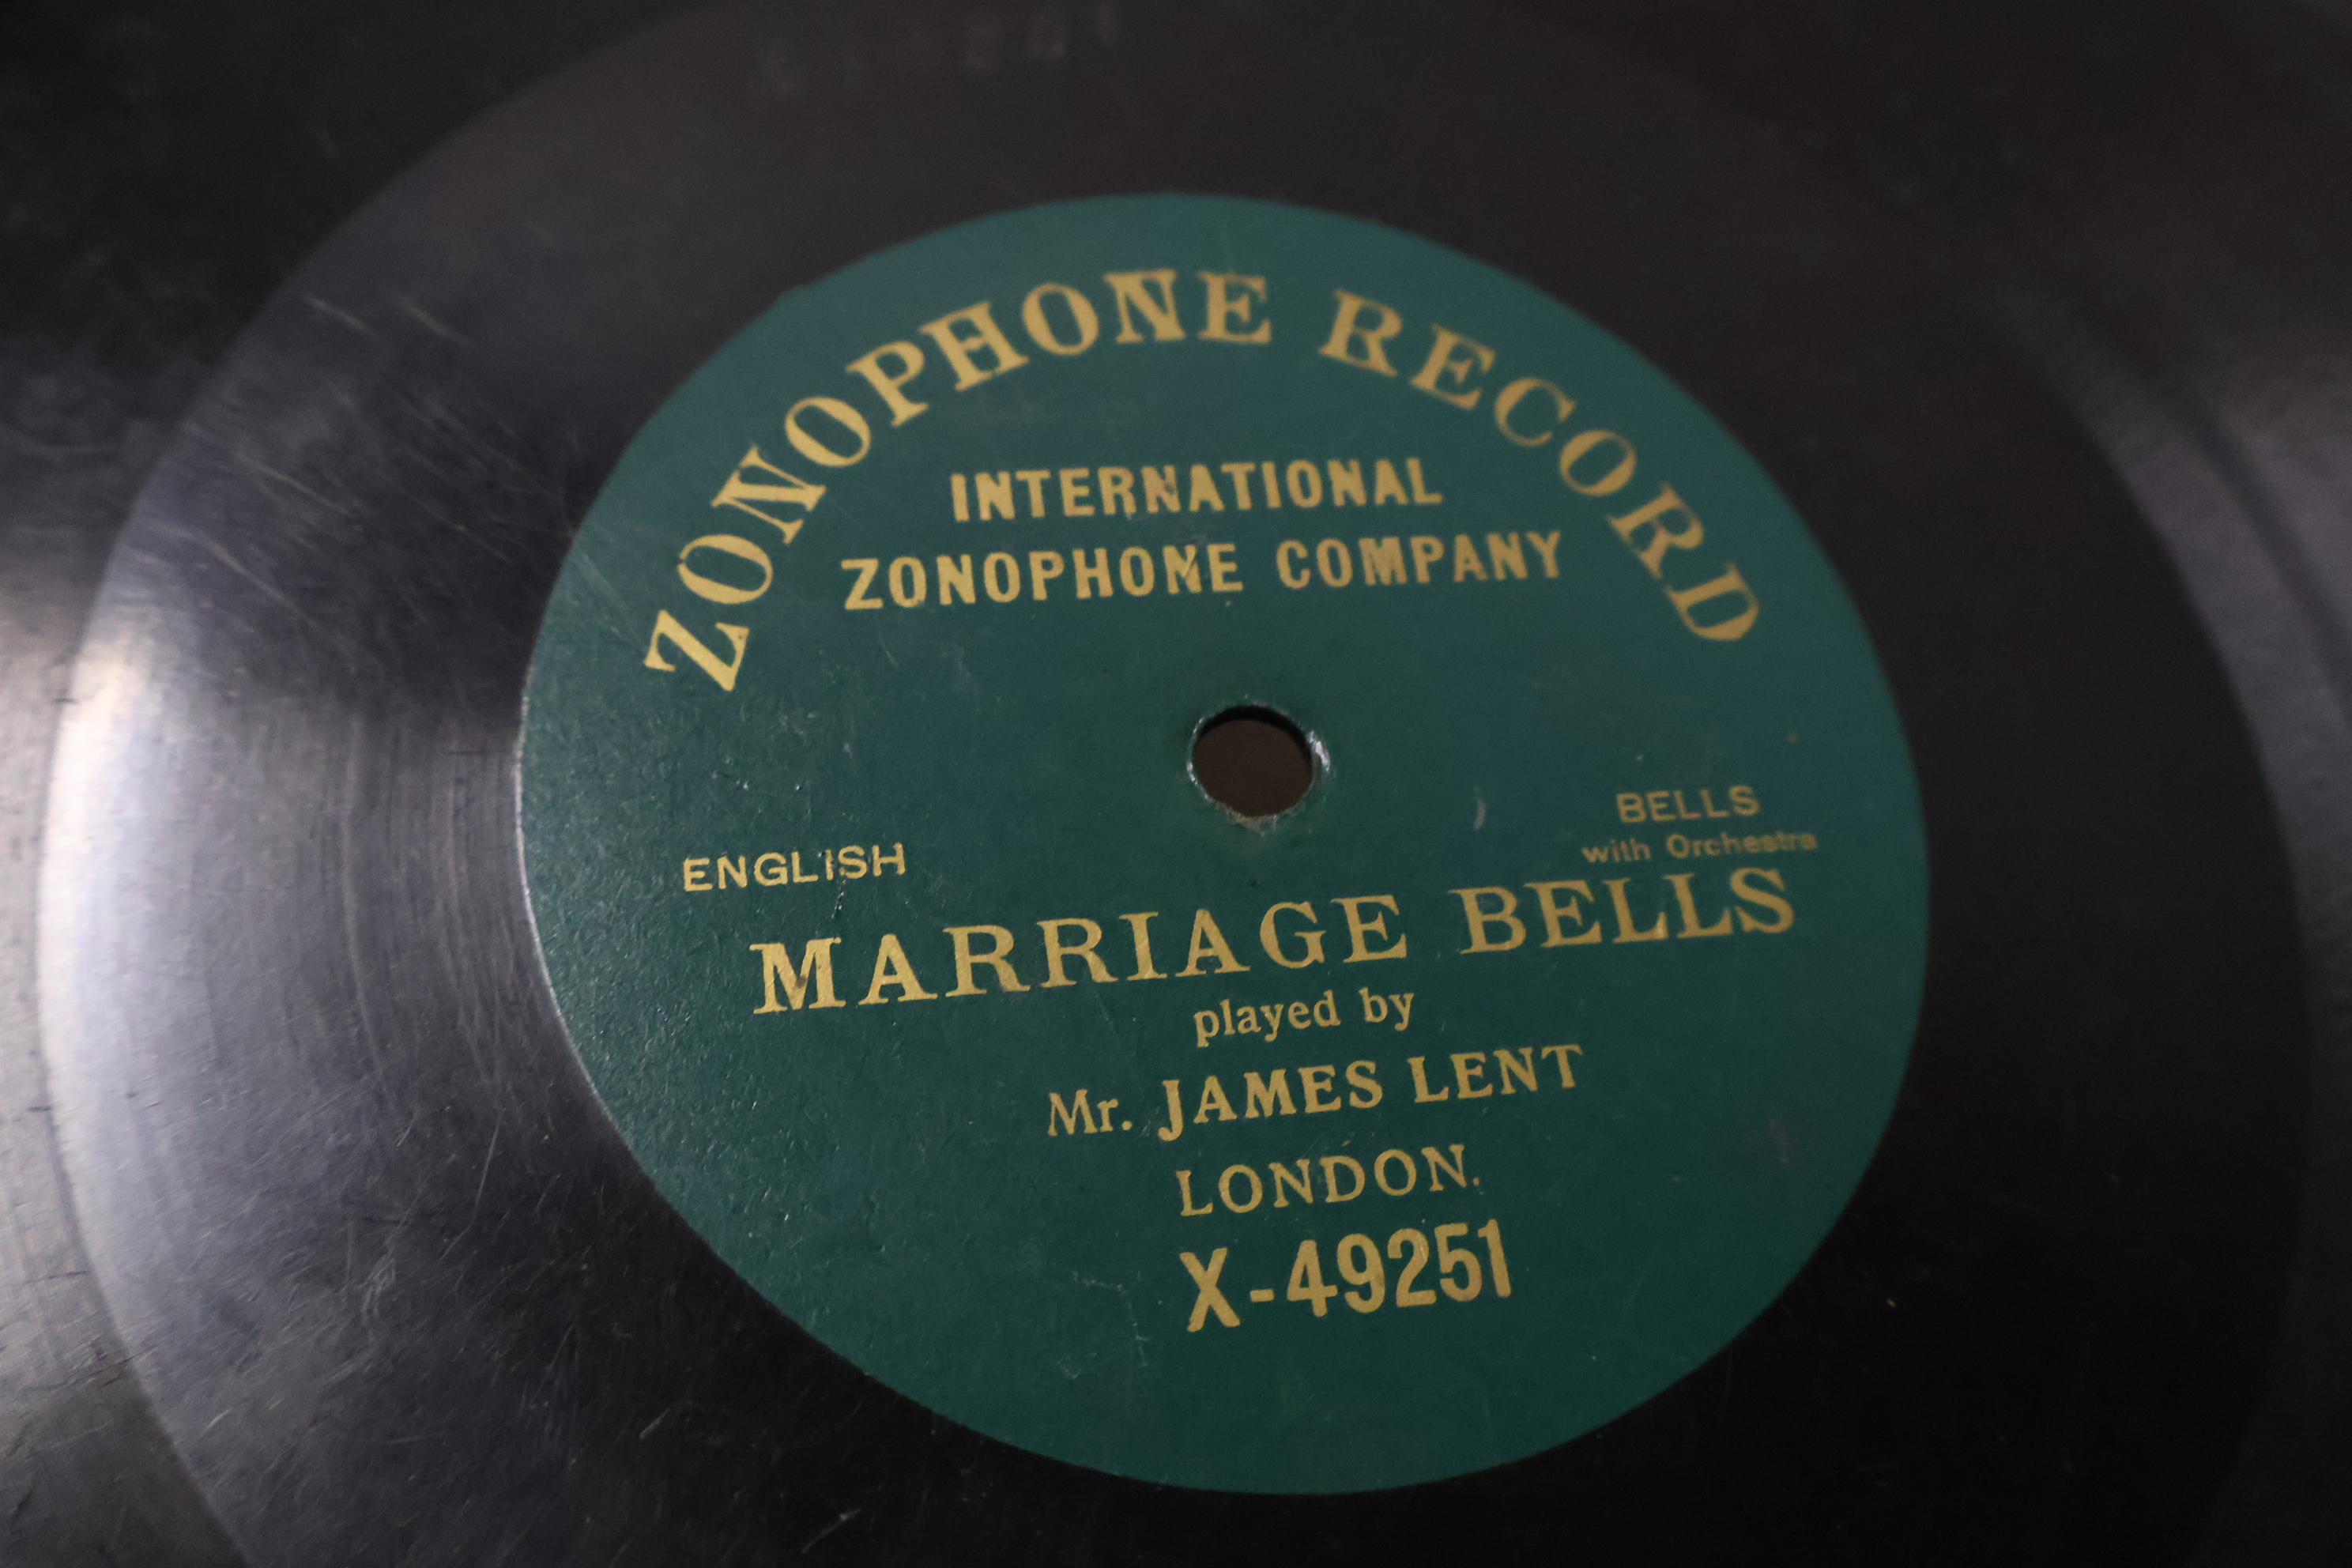 ZONOPHONE RECORD
INTERNATIONAL
ZONOPHONE COMPANY
ENGLISH
BELLS
with Orchestra
MARRIAGE BELLS
played by
Mr. JAMES LENT
LONDON.
X-49251